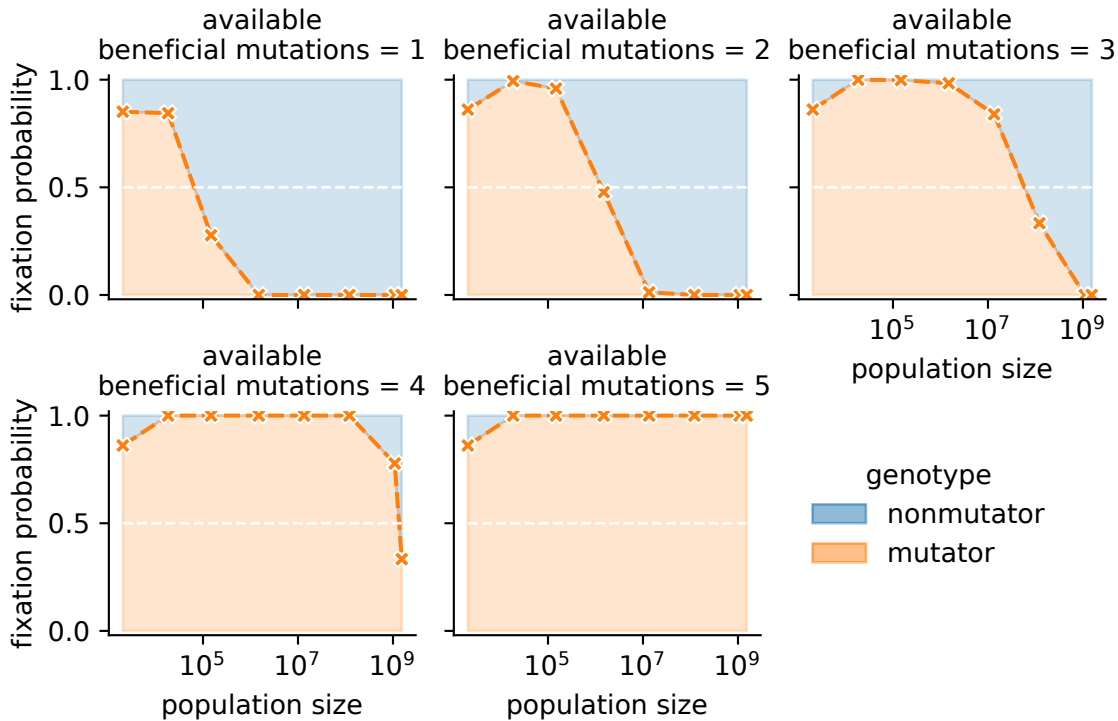 available
beneficial mutations = 1
available
beneficial mutations = 2
available
beneficial mutations = 3
fixation probability
1.0
0.5
0.0
10^5
10^7
10^9
population size
available
beneficial mutations = 4
available
beneficial mutations = 5
fixation probability
1.0
0.5
0.0
10^5
10^7
10^9
population size
10^5
10^7
10^9
population size
genotype
nonmutator
mutator